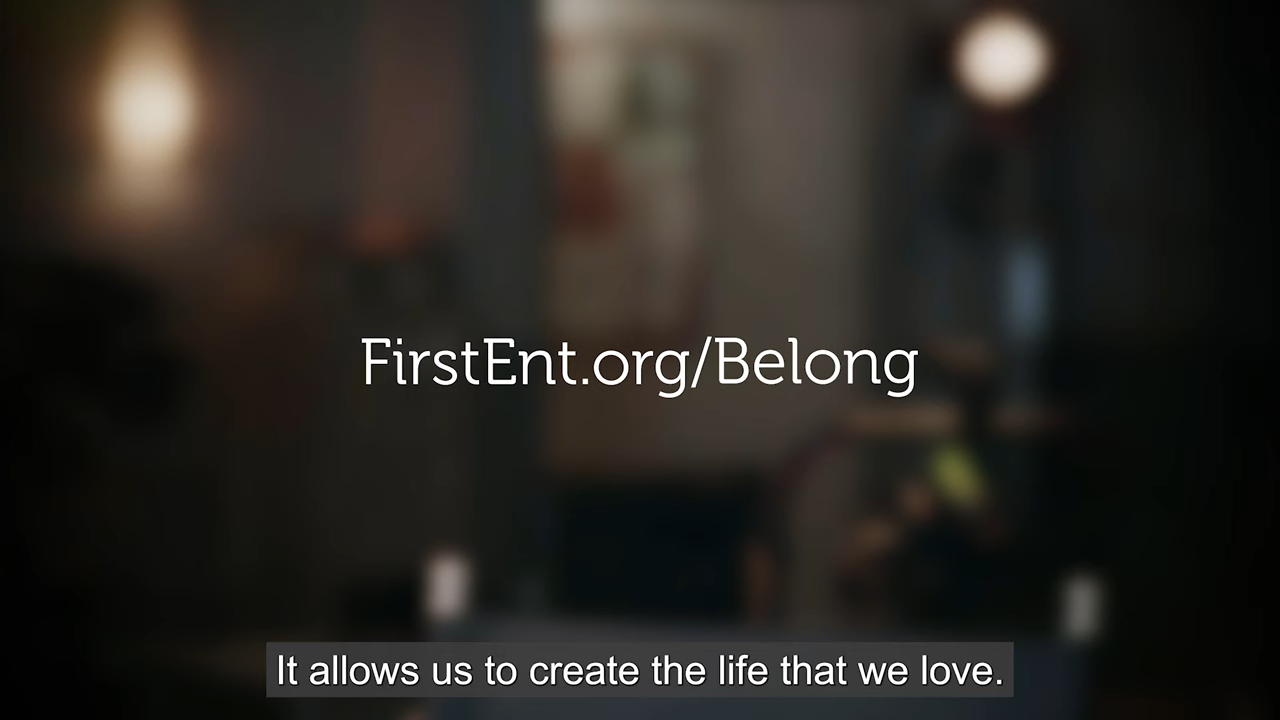 FirstEnt.org/Belong
It allows us to create the life that we love.